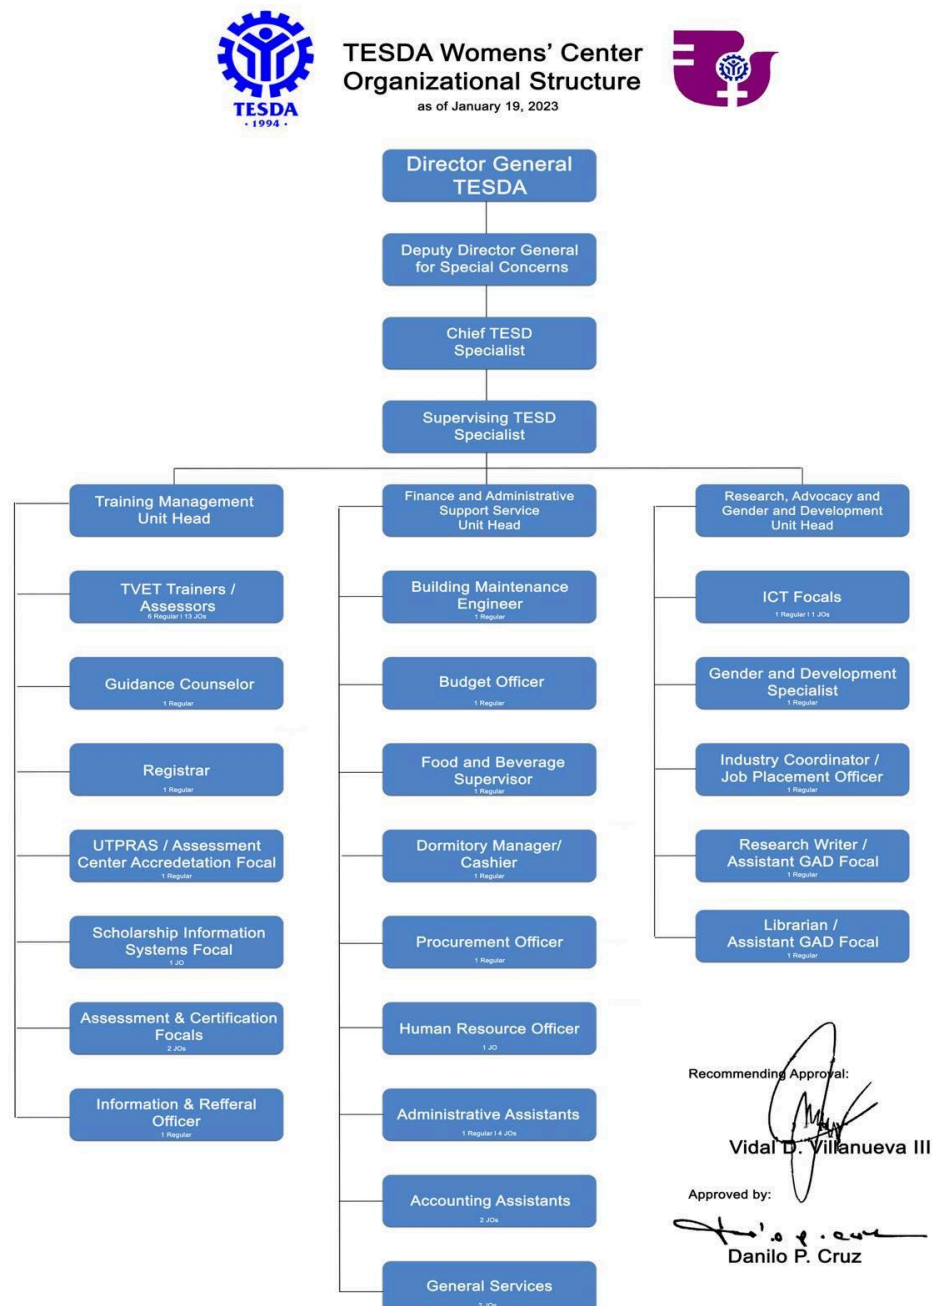 TESDA
· 1994 ·
TESDA Womens' Center
Organizational Structure
as of January 19, 2023
Director General
TESDA
Deputy Director General
for Special Concerns
Chief TESD
Specialist
Supervising TESD
Specialist
Training Management
Unit Head
TVET Trainers /
Assessors
6 Regular I 13 JOs
Guidance Counselor
1 Regular
Registrar
1 Regular
UTPRAS / Assessment
Center Accredetation Focal
1 Regular
Scholarship Information
Systems Focal
1 JO
Assessment & Certification
Focals
2 JOs
Information & Refferal
Officer
1 Regular
Finance and Administrative
Support Service
Unit Head
Building Maintenance
Engineer
1 Regular
Budget Officer
1 Regular
Food and Beverage
Supervisor
1 Regular
Dormitory Manager/
Cashier
1 Regular
Procurement Officer
1 Regular
Human Resource Officer
1 JO
Administrative Assistants
1 Regular I 4 JOs
Accounting Assistants
2 JOs
General Services
JOs
Research, Advocacy and
Gender and Development
Unit Head
ICT Focals
1 Regular I 1 JOs
Gender and Development
Specialist
1 Regular
Industry Coordinator /
Job Placement Officer
1 Regular
Research Writer /
Assistant GAD Focal
1 Regular
Librarian /
Assistant GAD Focal
1 Regular
Recommending Approval:
Vidal D. Villanueva III
Approved by:
Danilo P. Cruz